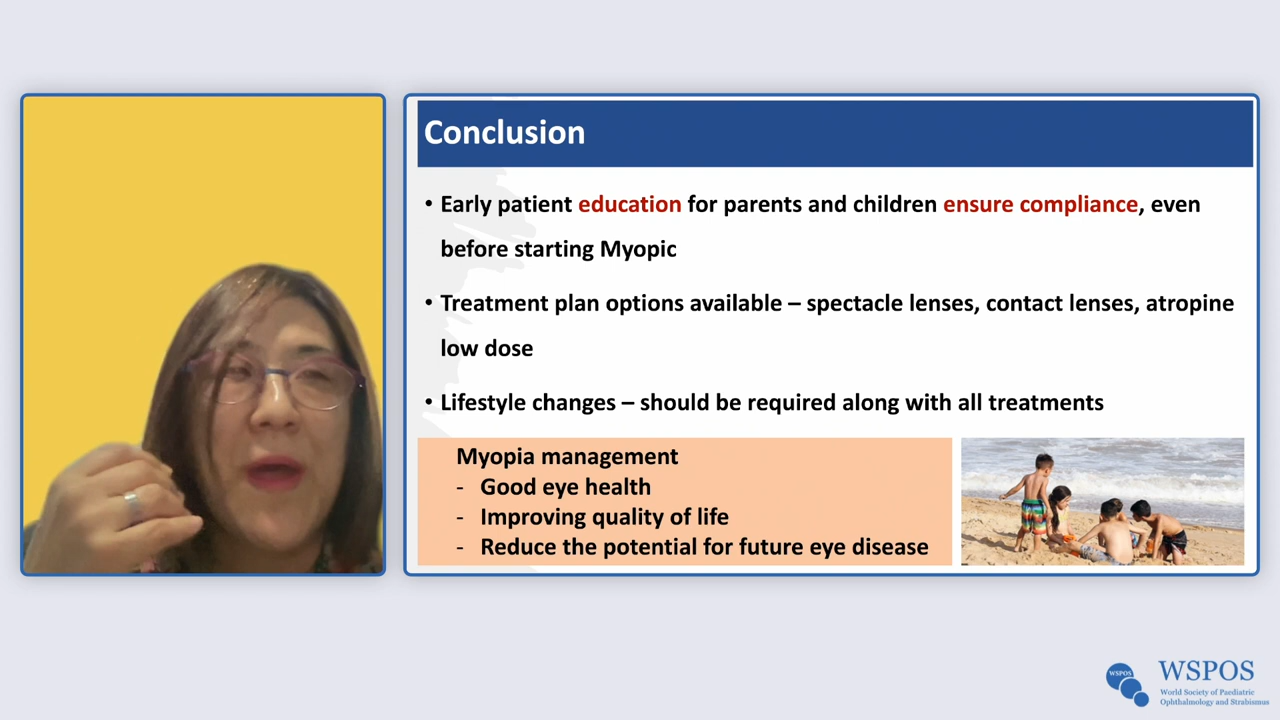 Conclusion
• Early patient education for parents and children ensure compliance, even
before starting Myopic
• Treatment plan options available – spectacle lenses, contact lenses, atropine
low dose
• Lifestyle changes – should be required along with all treatments
Myopia management
- Good eye health
- Improving quality of life
- Reduce the potential for future eye disease
WSPOS
WSPOS
World Society of Paediatric
Ophthalmology and Strabismus